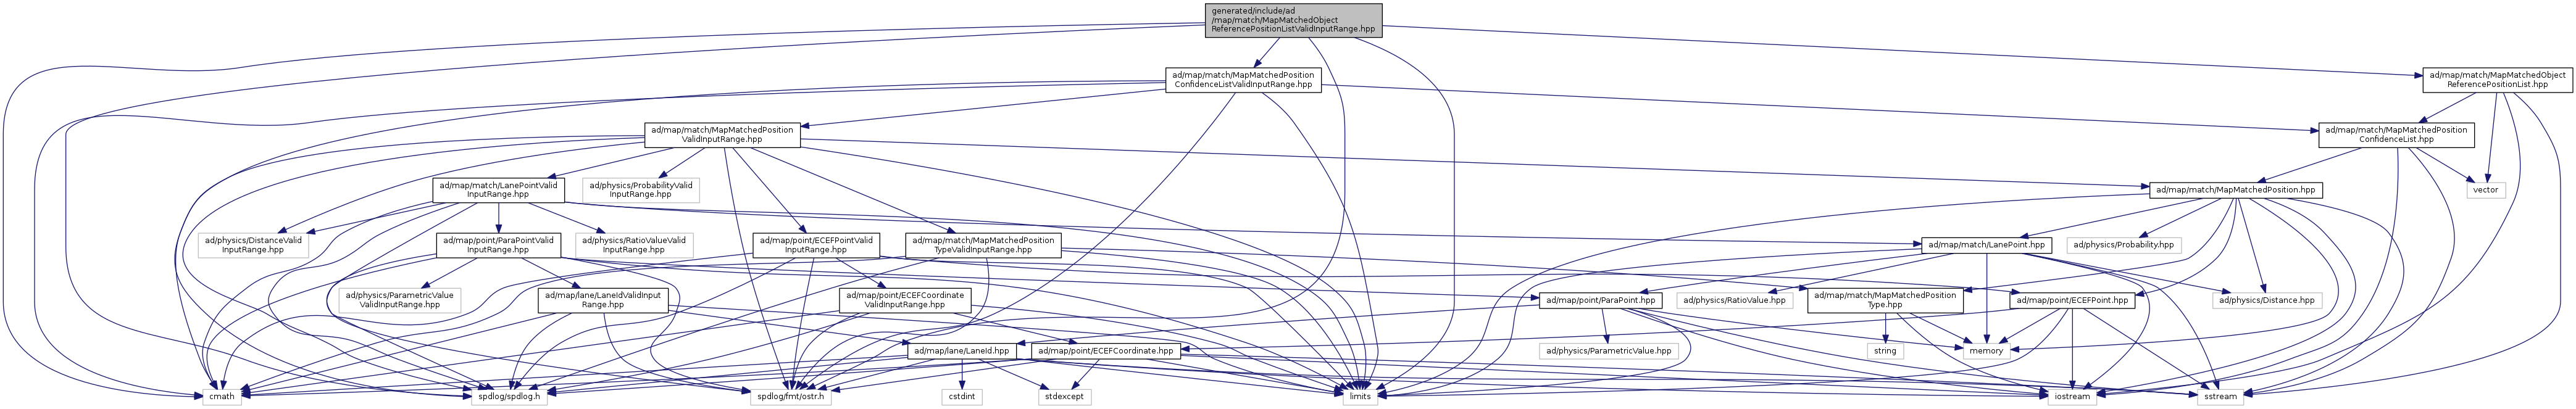 generated/include/ad
/map/match/MapMatchedObject
ReferencePositionListValidInputRange.hpp
ad/map/match/MapMatchedPosition
ConfidenceListValidInputRange.hpp
ad/map/match/MapMatchedObject
ReferencePositionList.hpp
ad/map/match/MapMatchedPosition
ValidInputRange.hpp
ad/map/match/MapMatchedPosition
ConfidenceList.hpp
ad/map/match/LanePointValid
InputRange.hpp
ad/physics/ProbabilityValid
InputRange.hpp
ad/map/match/MapMatchedPosition.hpp
vector
ad/physics/DistanceValid
InputRange.hpp
ad/map/point/ParaPointValid
InputRange.hpp
ad/physics/RatioValueValid
InputRange.hpp
ad/map/point/ECEFPointValid
InputRange.hpp
ad/map/match/MapMatchedPosition
TypeValidInputRange.hpp
ad/map/match/LanePoint.hpp
ad/physics/Probability.hpp
ad/physics/ParametricValue
ValidInputRange.hpp
ad/map/lane/LaneIdValidInput
Range.hpp
ad/map/point/ECEFCoordinate
ValidInputRange.hpp
ad/map/point/ParaPoint.hpp
ad/physics/RatioValue.hpp
ad/map/match/MapMatchedPosition
Type.hpp
ad/map/point/ECEFPoint.hpp
ad/physics/Distance.hpp
ad/map/lane/LaneId.hpp
ad/map/point/ECEFCoordinate.hpp
ad/physics/ParametricValue.hpp
string
memory
cmath
spdlog/spdlog.h
spdlog/fmt/ostr.h
cstdint
stdexcept
limits
iostream
sstream